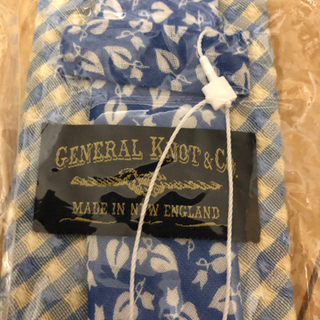 GENERAL KNOT & CO.
MADE IN NEW ENGLAND